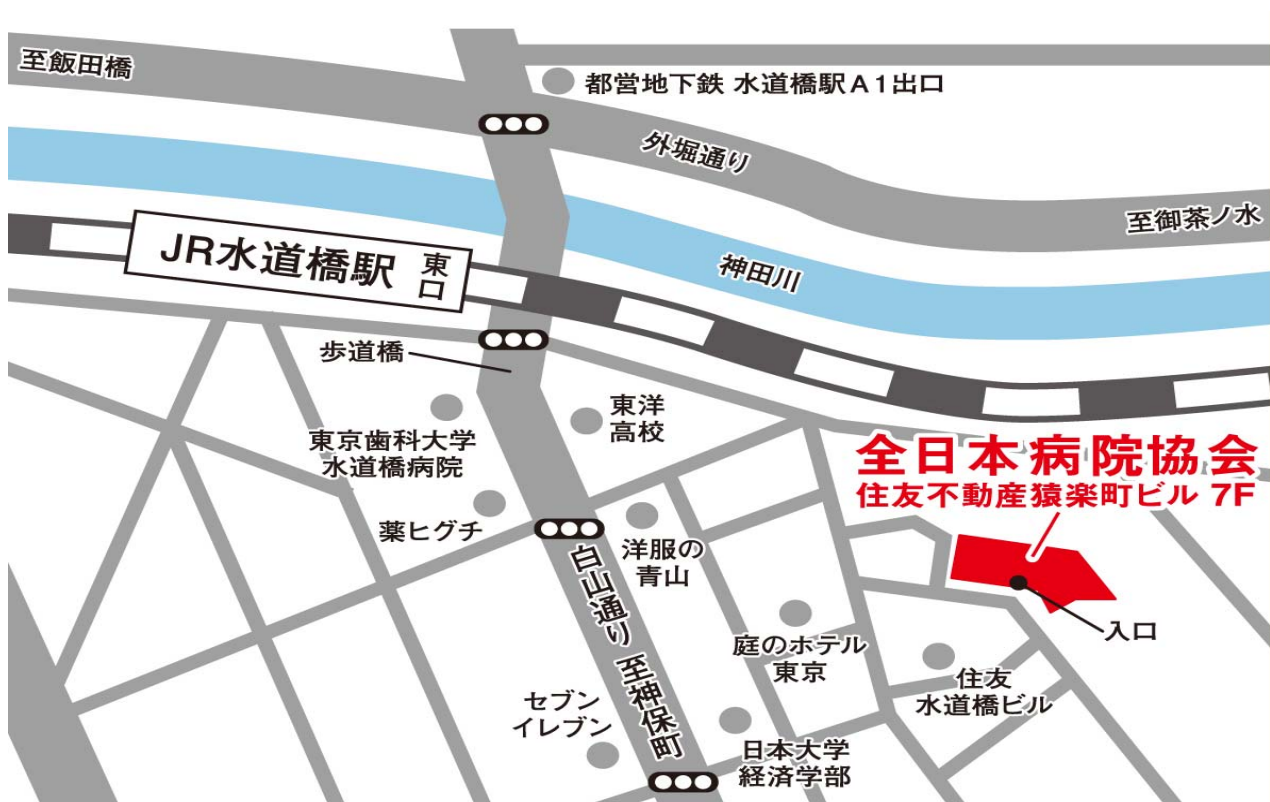 至飯田橋
都営地下鉄 水道橋駅A1出口
外堀通り
至御茶ノ水
JR水道橋駅 東口
神田川
歩道橋
東洋
高校
東京歯科大学
水道橋病院
全日本病院協会
住友不動産猿楽町ビル 7F
薬ヒグチ
洋服の
青山
白山通り 至神保町
入口
庭のホテル
東京
住友
水道橋ビル
セブン
イレブン
日本大学
経済学部